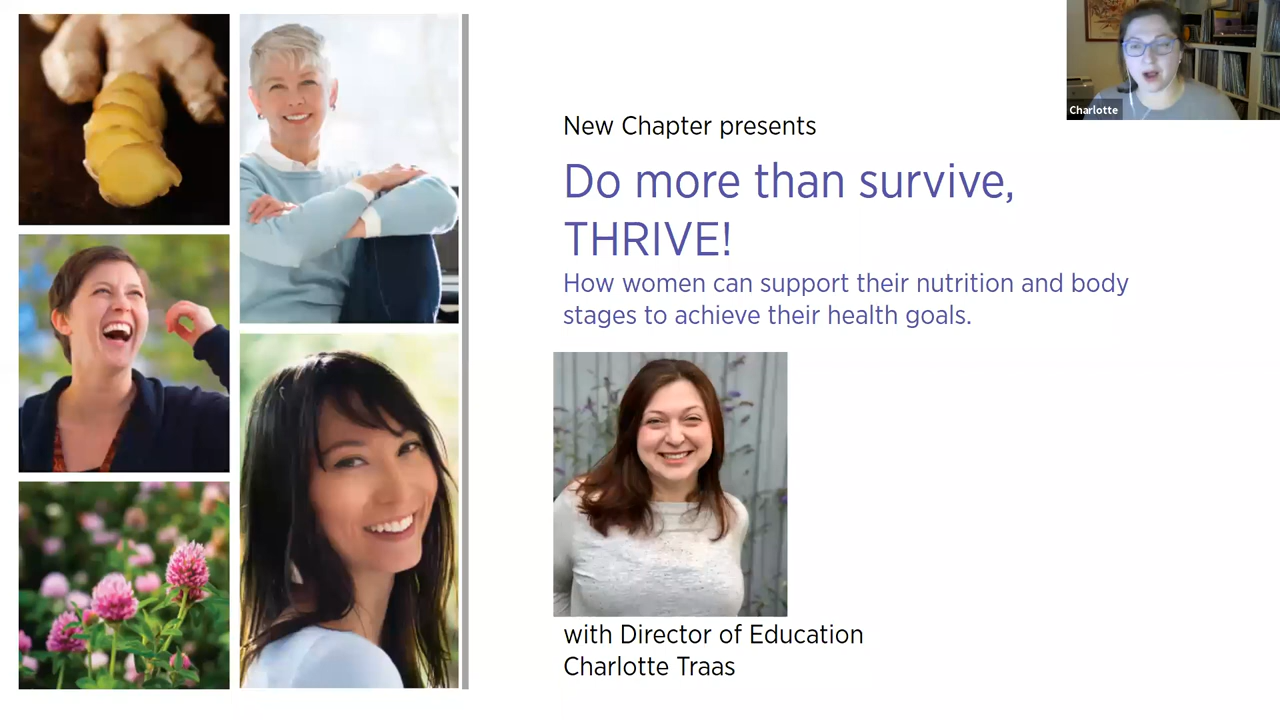 New Chapter presents
Do more than survive,
THRIVE!
How women can support their nutrition and body
stages to achieve their health goals.
with Director of Education
Charlotte Traas
Charlotte